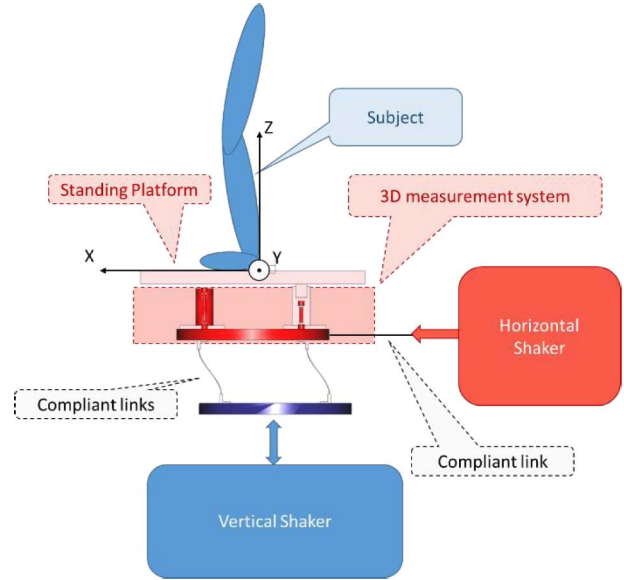 Subject
Z
Standing Platform
3D measurement system
X
Y
Horizontal
Shaker
Compliant links
Compliant link
Vertical Shaker